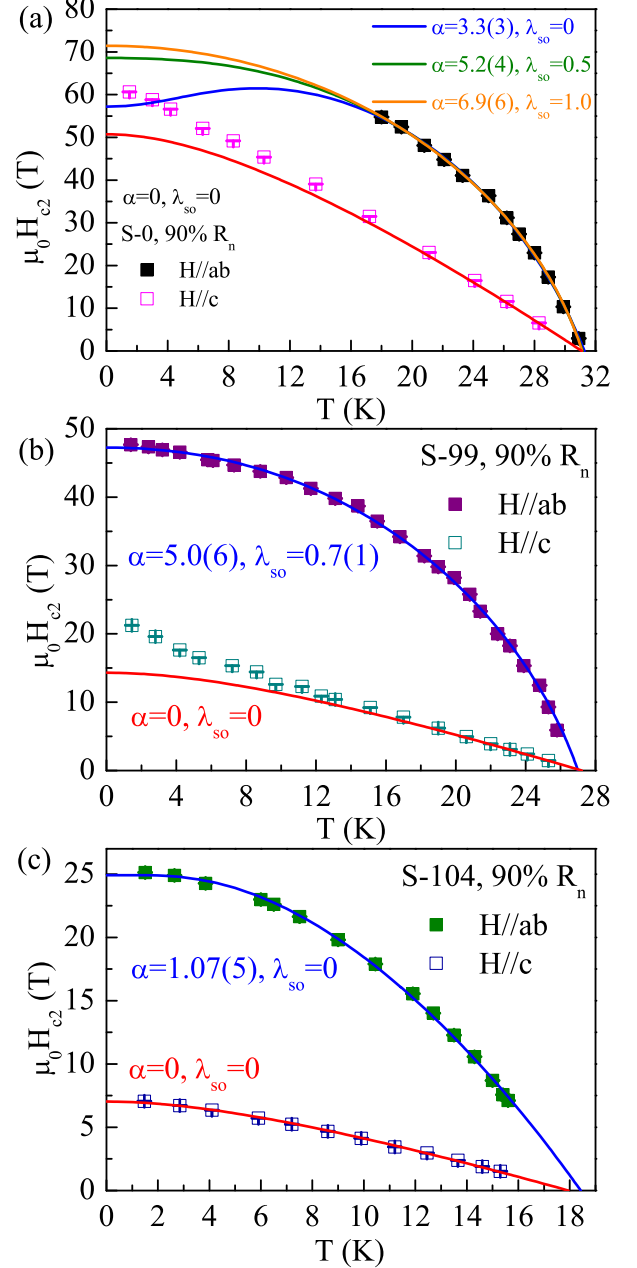 (a)
α=3.3(3), λso=0
α=5.2(4), λso=0.5
α=6.9(6), λso=1.0
α=0, λso=0
S-0, 90% Rn
H//ab
H//c
μ0Hc2 (T)
80
70
60
50
40
30
20
10
0
0 4 8 12 16 20 24 28 32
T (K)
(b)
S-99, 90% Rn
H//ab
H//c
α=5.0(6), λso=0.7(1)
α=0, λso=0
μ0Hc2 (T)
50
40
30
20
10
0
0 4 8 12 16 20 24 28
T (K)
(c)
S-104, 90% Rn
H//ab
H//c
α=1.07(5), λso=0
α=0, λso=0
μ0Hc2 (T)
25
20
15
10
5
0
0 2 4 6 8 10 12 14 16 18
T (K)